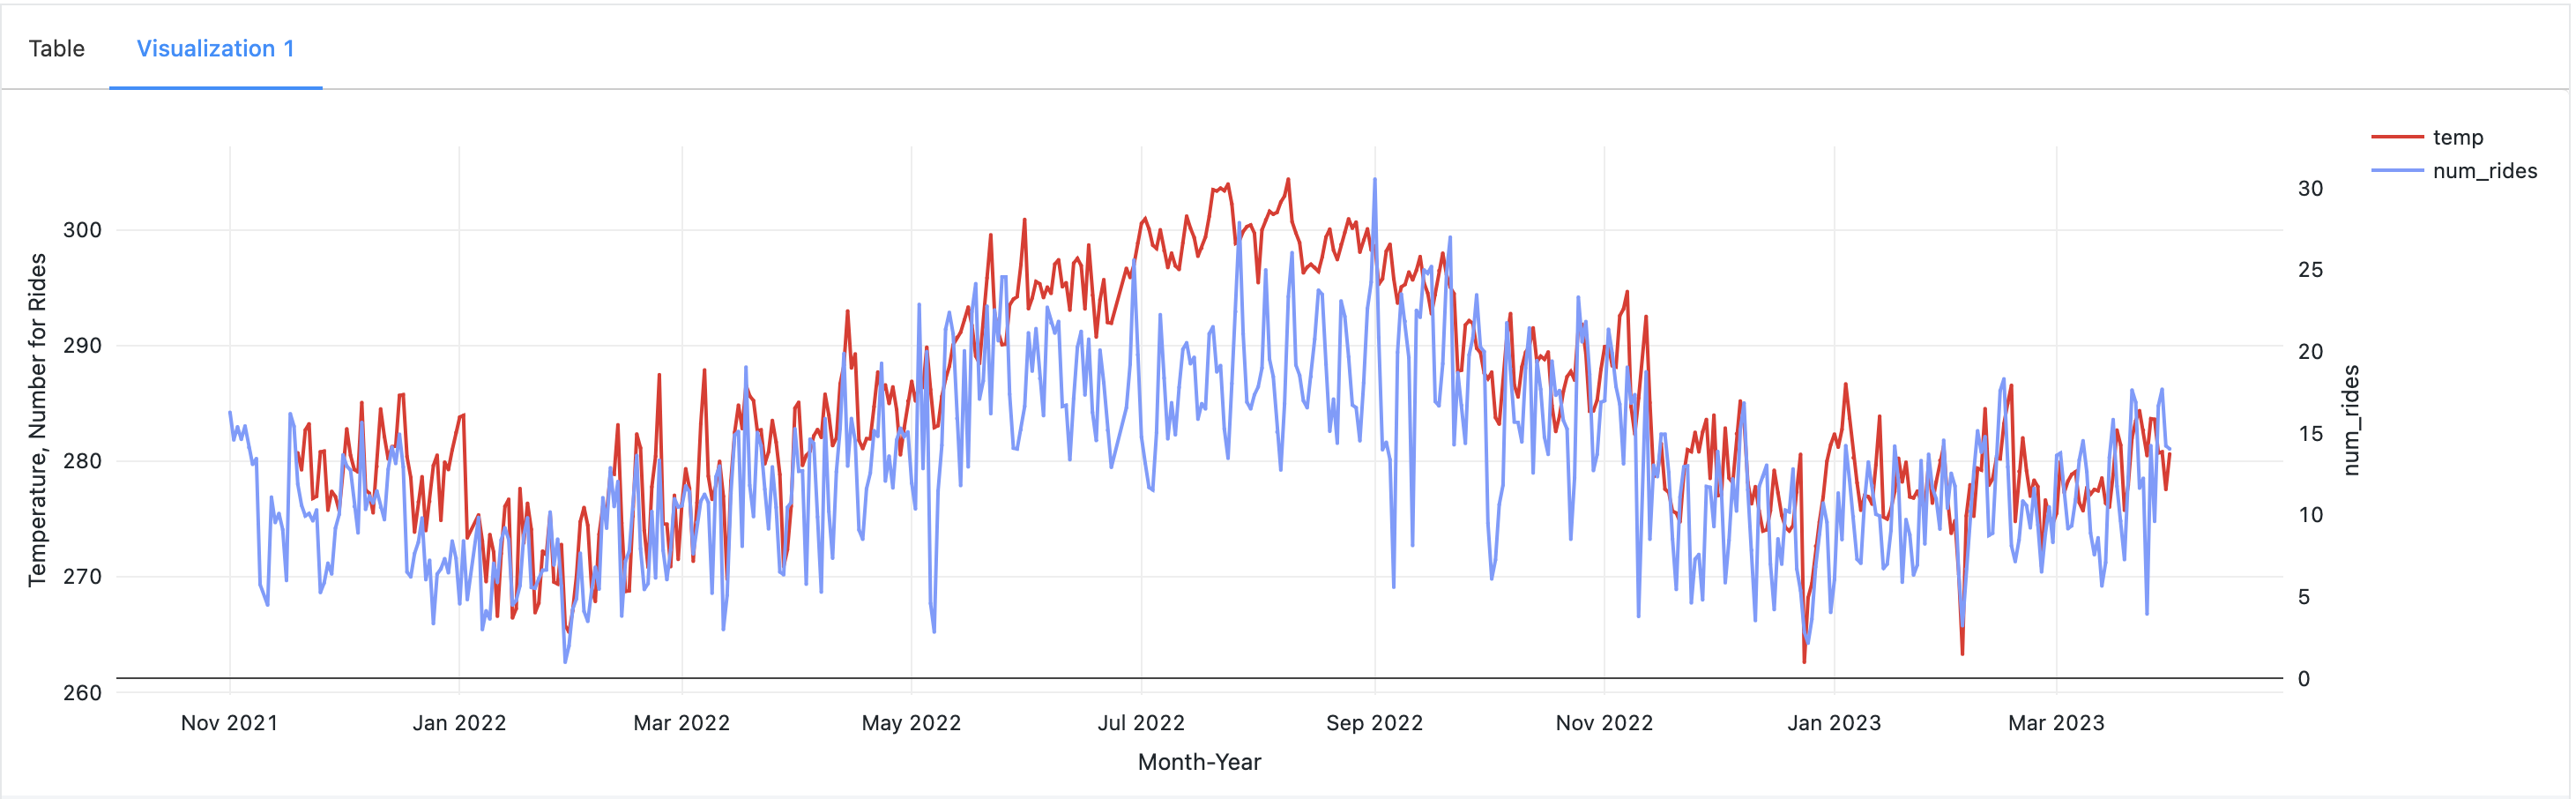 Table Visualization 1
temp
num_rides
Temperature, Number for Rides
300
290
280
270
260
30
25
20
15
10
5
0
num_rides
Nov 2021 Jan 2022 Mar 2022 May 2022 Jul 2022 Sep 2022 Nov 2022 Jan 2023 Mar 2023
Month-Year